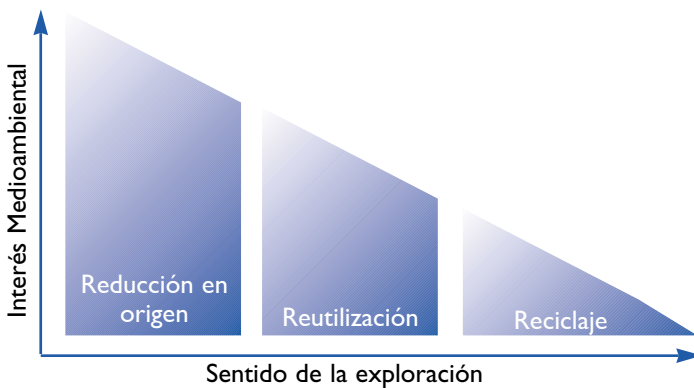 Interés Medioambiental
Reducción en
origen
Reutilización
Reciclaje
Sentido de la exploración